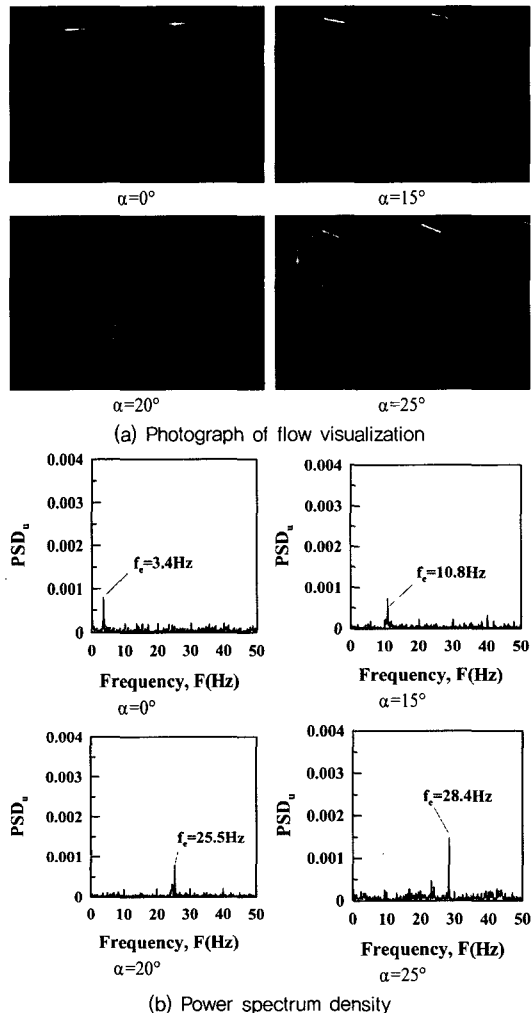 α=0° α=15°
α=20° α=25°
(a) Photograph of flow visualization
0.004
0.003
0.002
0.001
0
PSDu
fe=3.4Hz
0 10 20 30 40 50
Frequency, F(Hz)
α=0°
0.004
0.003
0.002
0.001
0
PSDu
fe=10.8Hz
0 10 20 30 40 50
Frequency, F(Hz)
α=15°
0.004
0.003
0.002
0.001
0
PSDu
fe=25.5Hz
0 10 20 30 40 50
Frequency, F(Hz)
α=20°
0.004
0.003
0.002
0.001
0
PSDu
fe=28.4Hz
0 10 20 30 40 50
Frequency, F(Hz)
α=25°
(b) Power spectrum density